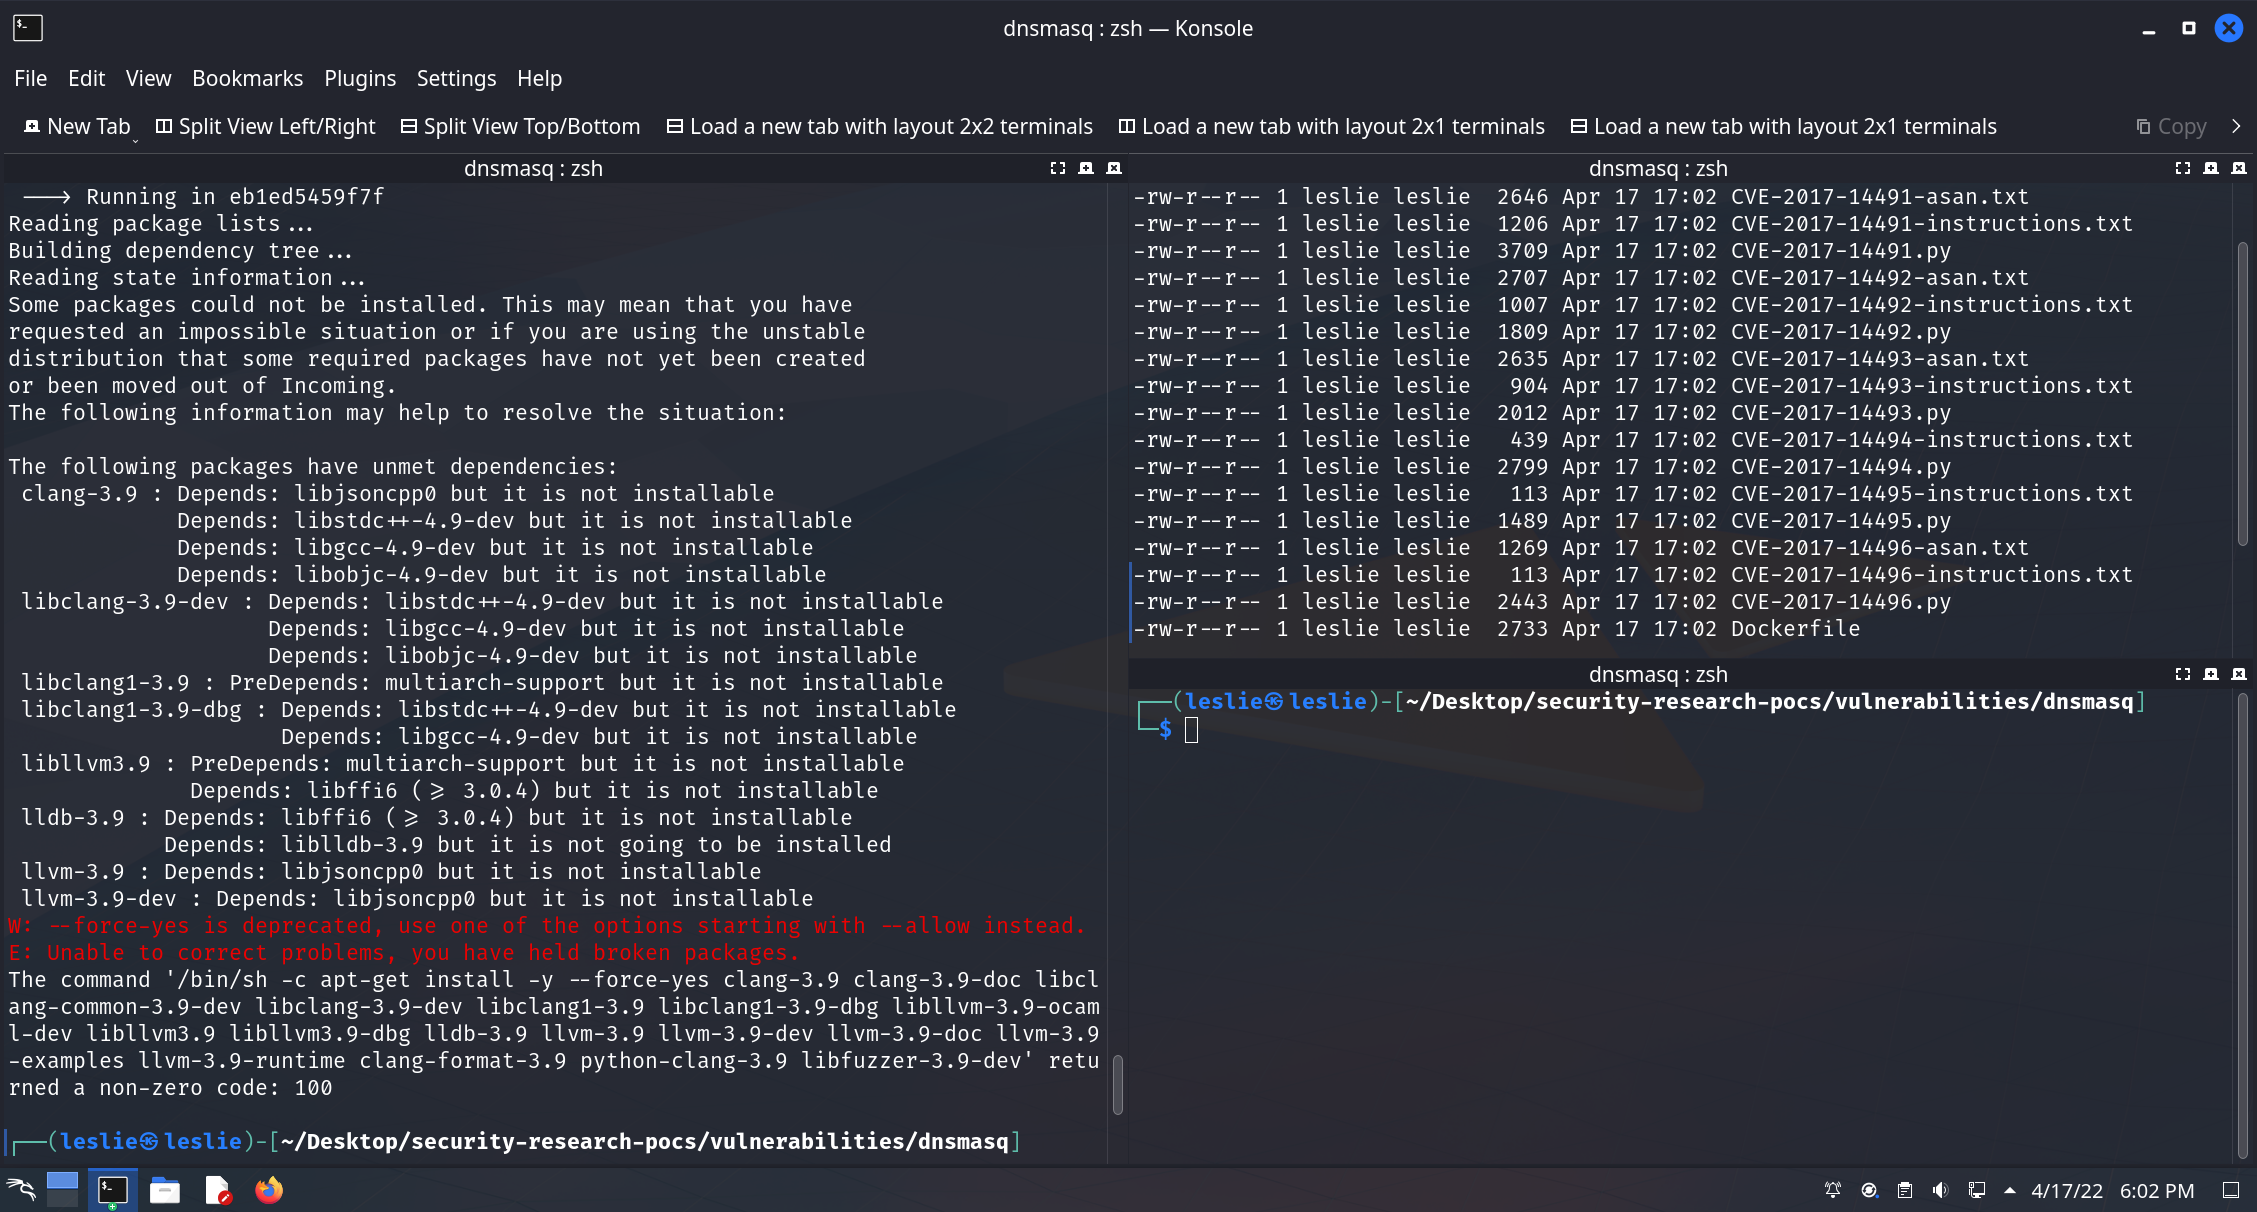 dnsmasq : zsh — Konsole
File Edit View Bookmarks Plugins Settings Help
New Tab Split View Left/Right Split View Top/Bottom Load a new tab with layout 2x2 terminals Load a new tab with layout 2x1 terminals Load a new tab with layout 2x1 terminals Copy
dnsmasq : zsh
---> Running in eb1ed5459f7f
Reading package lists...
Building dependency tree...
Reading state information...
Some packages could not be installed. This may mean that you have
requested an impossible situation or if you are using the unstable
distribution that some required packages have not yet been created
or been moved out of Incoming.
The following information may help to resolve the situation:
The following packages have unmet dependencies:
clang-3.9 : Depends: libjsoncpp0 but it is not installable
Depends: libstdc++-4.9-dev but it is not installable
Depends: libgcc-4.9-dev but it is not installable
Depends: libobjc-4.9-dev but it is not installable
libclang-3.9-dev : Depends: libstdc++-4.9-dev but it is not installable
Depends: libgcc-4.9-dev but it is not installable
Depends: libobjc-4.9-dev but it is not installable
libclang1-3.9 : PreDepends: multiarch-support but it is not installable
libclang1-3.9-dbg : Depends: libstdc++-4.9-dev but it is not installable
Depends: libgcc-4.9-dev but it is not installable
libllvm3.9 : PreDepends: multiarch-support but it is not installable
Depends: libffi6 (>= 3.0.4) but it is not installable
lldb-3.9 : Depends: libffi6 (>= 3.0.4) but it is not installable
Depends: liblldb-3.9 but it is not going to be installed
llvm-3.9 : Depends: libjsoncpp0 but it is not installable
llvm-3.9-dev : Depends: libjsoncpp0 but it is not installable
W: --force-yes is deprecated, use one of the options starting with --allow instead.
E: Unable to correct problems, you have held broken packages.
The command '/bin/sh -c apt-get install -y --force-yes clang-3.9 clang-3.9-doc libcl
ang-common-3.9-dev libclang-3.9-dev libclang1-3.9 libclang1-3.9-dbg libllvm-3.9-ocam
l-dev libllvm3.9 libllvm3.9-dbg lldb-3.9 llvm-3.9 llvm-3.9-dev llvm-3.9-doc llvm-3.9
-examples llvm-3.9-runtime clang-format-3.9 python-clang-3.9 libfuzzer-3.9-dev' retu
rned a non-zero code: 100
┌──(leslie㉿leslie)-[~/Desktop/security-research-pocs/vulnerabilities/dnsmasq]
dnsmasq : zsh
-rw-r--r-- 1 leslie leslie 2646 Apr 17 17:02 CVE-2017-14491-asan.txt
-rw-r--r-- 1 leslie leslie 1206 Apr 17 17:02 CVE-2017-14491-instructions.txt
-rw-r--r-- 1 leslie leslie 3709 Apr 17 17:02 CVE-2017-14491.py
-rw-r--r-- 1 leslie leslie 2707 Apr 17 17:02 CVE-2017-14492-asan.txt
-rw-r--r-- 1 leslie leslie 1007 Apr 17 17:02 CVE-2017-14492-instructions.txt
-rw-r--r-- 1 leslie leslie 1809 Apr 17 17:02 CVE-2017-14492.py
-rw-r--r-- 1 leslie leslie 2635 Apr 17 17:02 CVE-2017-14493-asan.txt
-rw-r--r-- 1 leslie leslie 904 Apr 17 17:02 CVE-2017-14493-instructions.txt
-rw-r--r-- 1 leslie leslie 2012 Apr 17 17:02 CVE-2017-14493.py
-rw-r--r-- 1 leslie leslie 439 Apr 17 17:02 CVE-2017-14494-instructions.txt
-rw-r--r-- 1 leslie leslie 2799 Apr 17 17:02 CVE-2017-14494.py
-rw-r--r-- 1 leslie leslie 113 Apr 17 17:02 CVE-2017-14495-instructions.txt
-rw-r--r-- 1 leslie leslie 1489 Apr 17 17:02 CVE-2017-14495.py
-rw-r--r-- 1 leslie leslie 1269 Apr 17 17:02 CVE-2017-14496-asan.txt
-rw-r--r-- 1 leslie leslie 113 Apr 17 17:02 CVE-2017-14496-instructions.txt
-rw-r--r-- 1 leslie leslie 2443 Apr 17 17:02 CVE-2017-14496.py
-rw-r--r-- 1 leslie leslie 2733 Apr 17 17:02 Dockerfile
dnsmasq : zsh
┌──(leslie㉿leslie)-[~/Desktop/security-research-pocs/vulnerabilities/dnsmasq]
└─$
4/17/22 6:02 PM